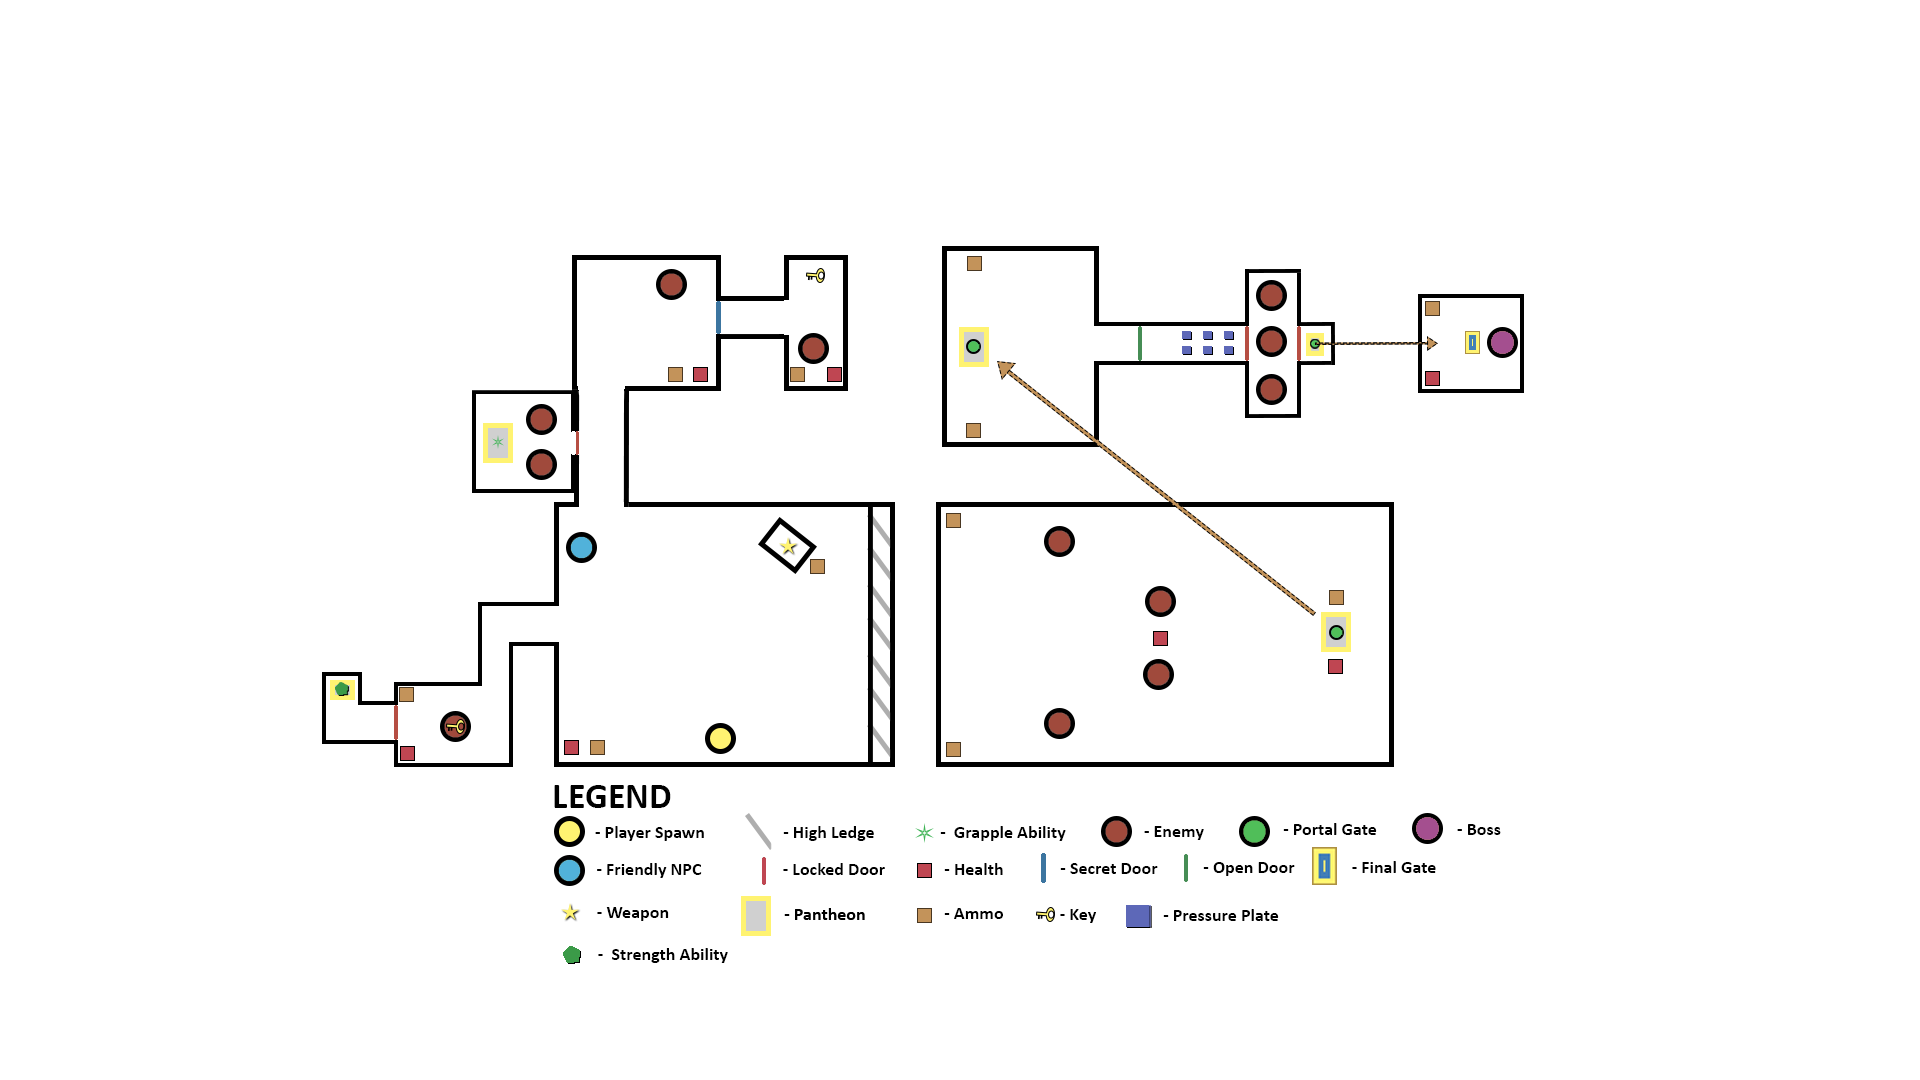 LEGEND
- Player Spawn - High Ledge - Grapple Ability - Enemy - Portal Gate - Boss
- Friendly NPC - Locked Door - Health - Secret Door - Open Door - Final Gate
- Weapon - Pantheon - Ammo - Key - Pressure Plate
- Strength Ability